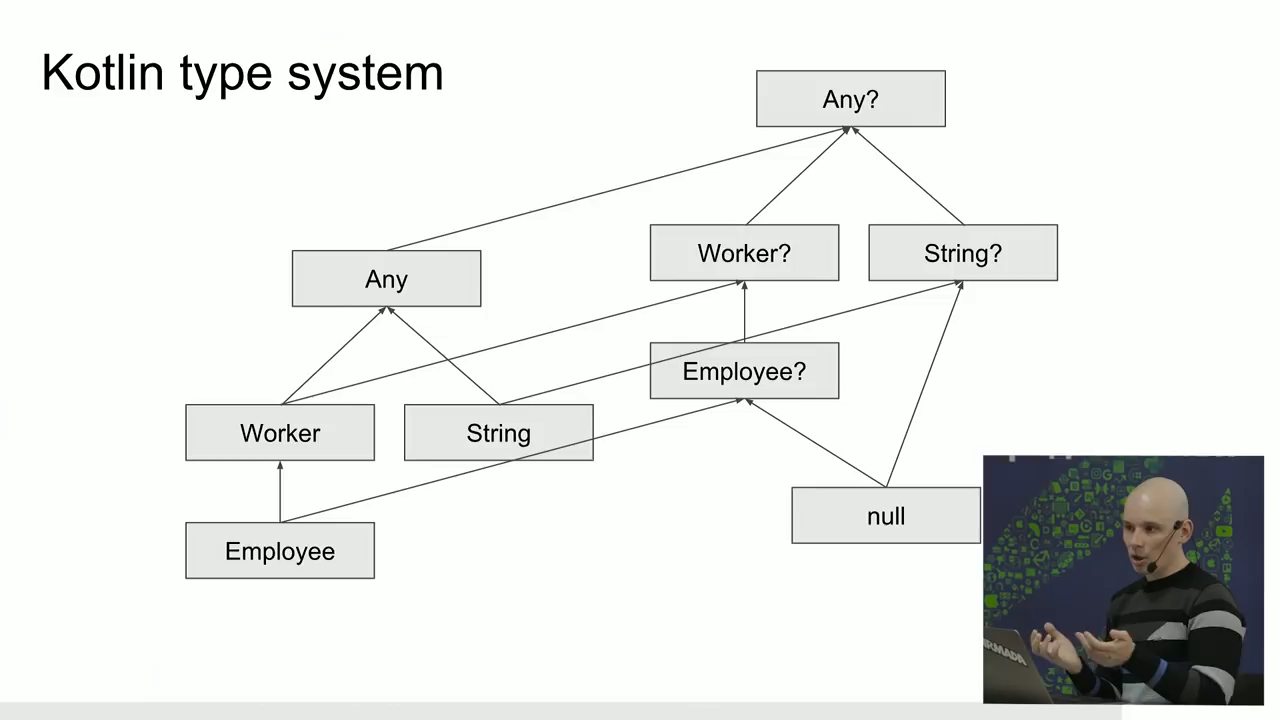 Kotlin type system
Any?
Worker?
String?
Any
Employee?
Worker
String
null
Employee